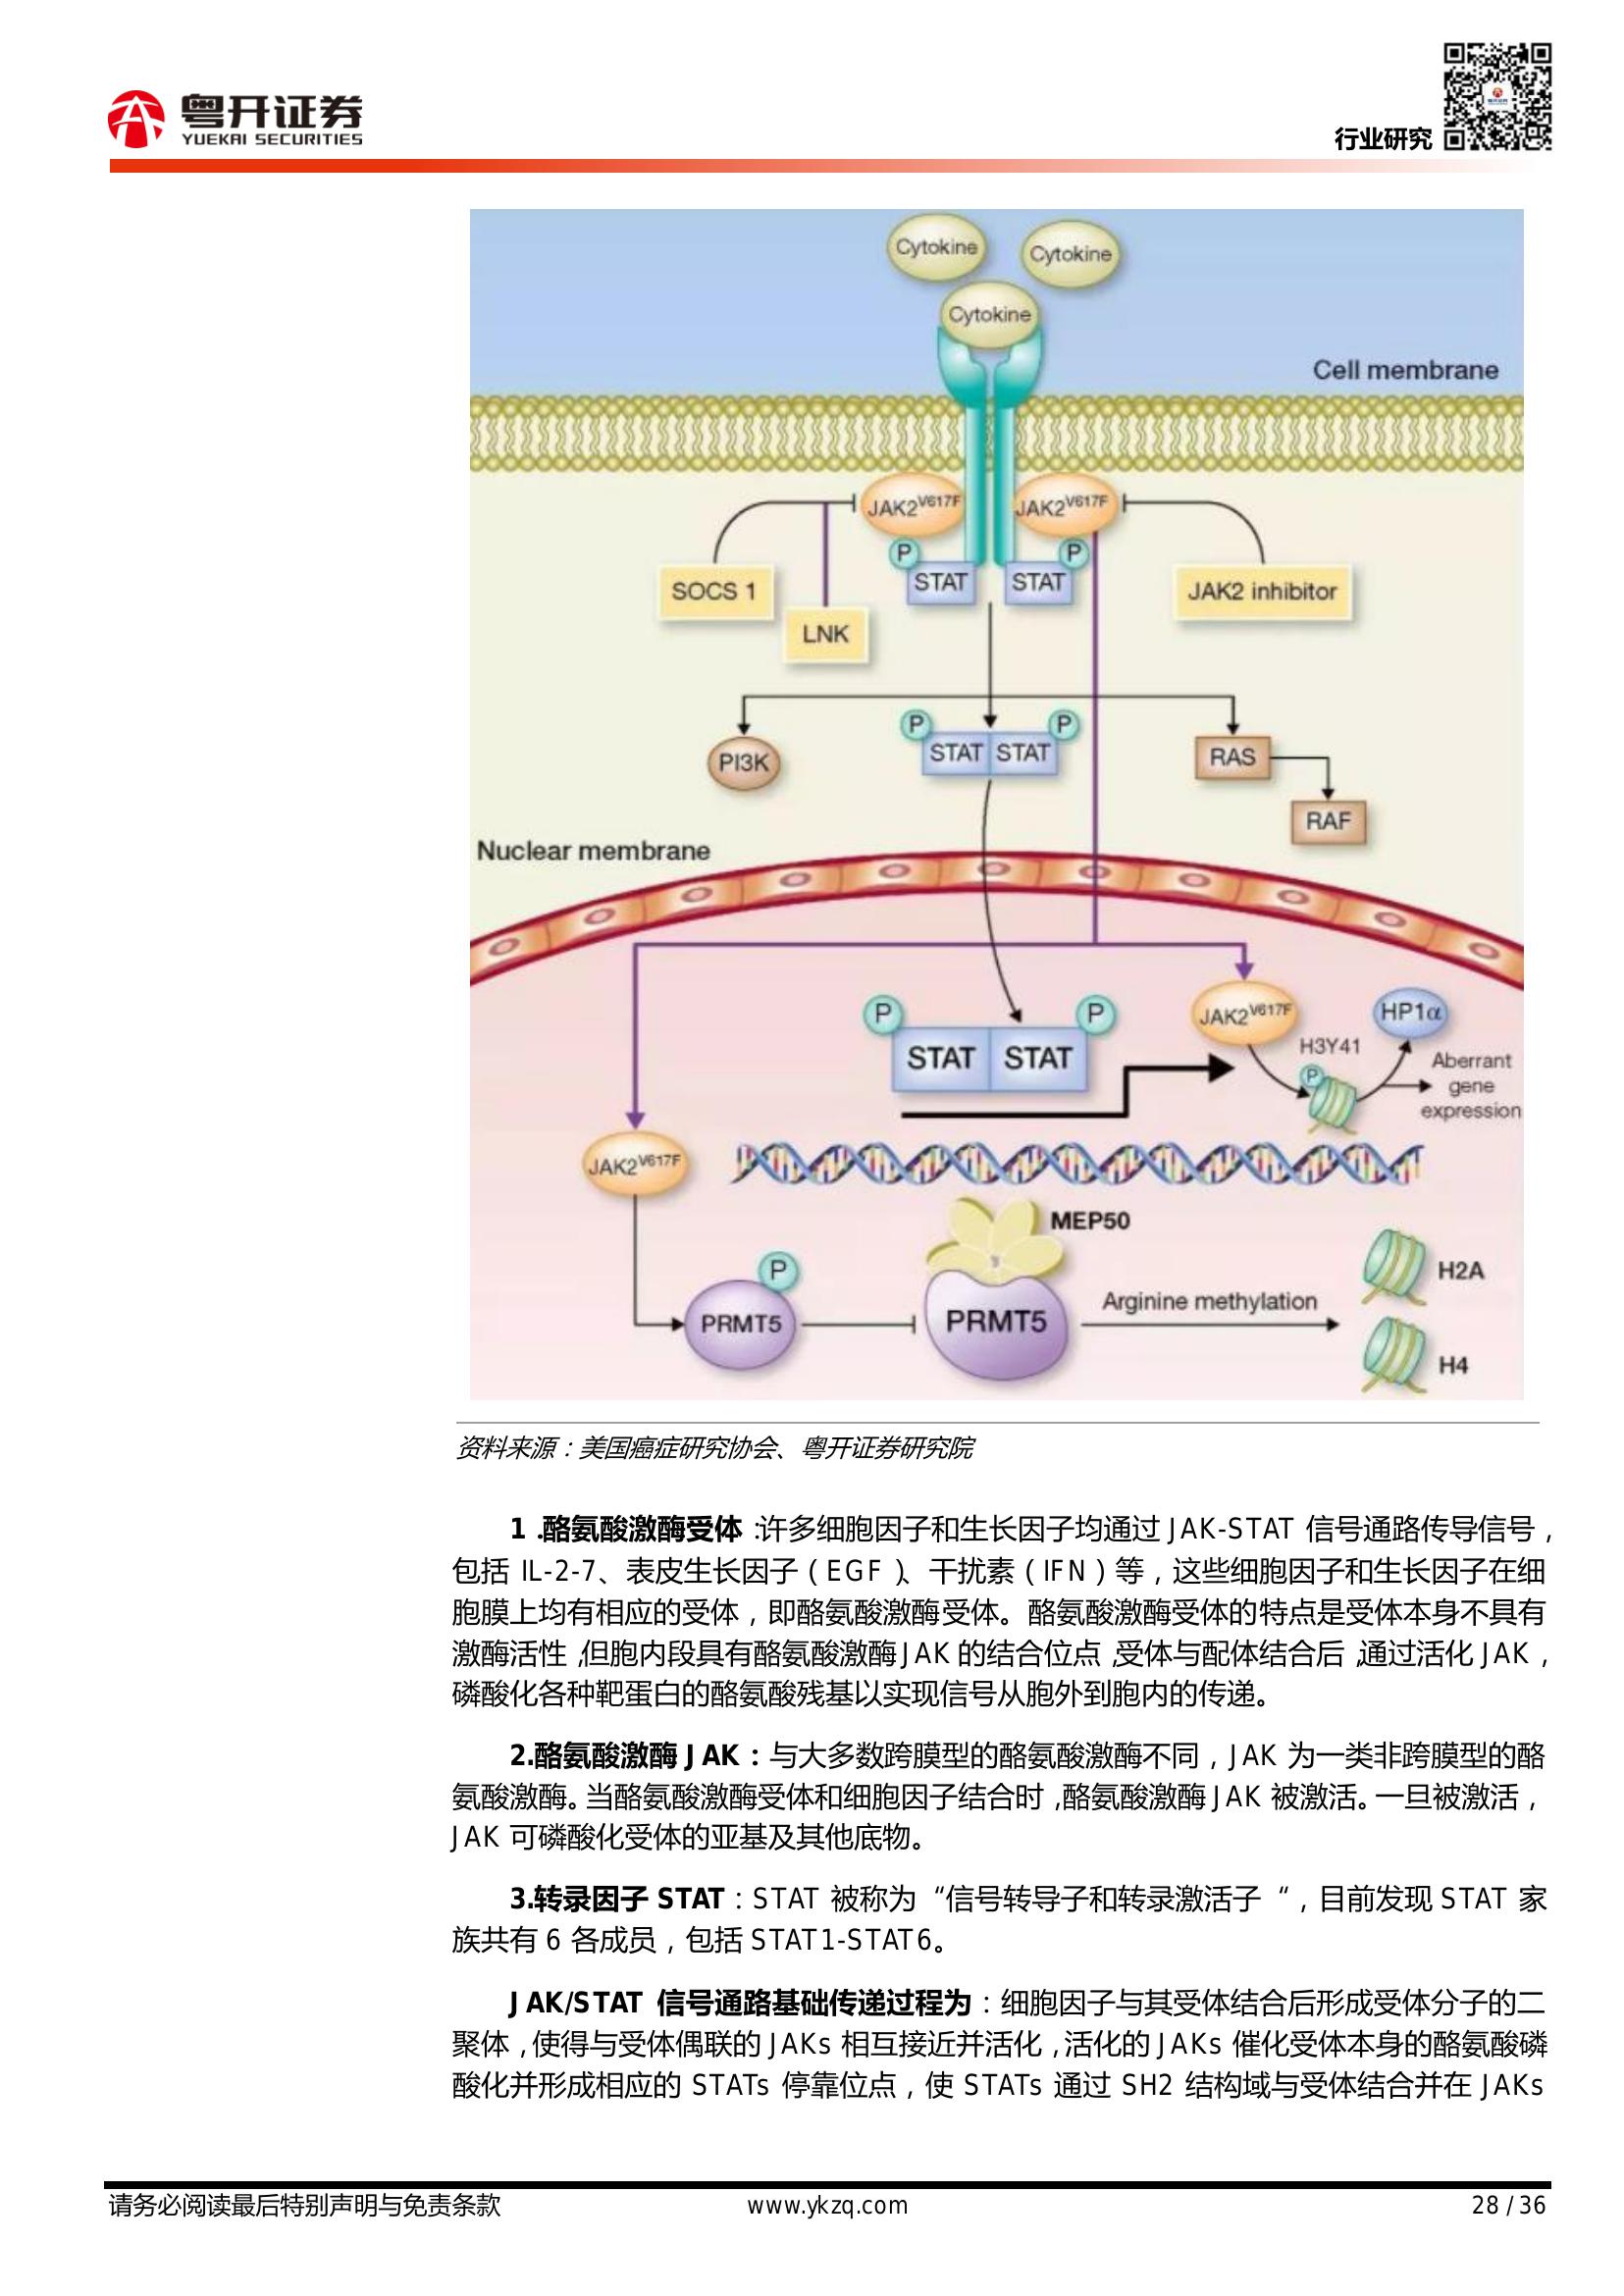 粤开证券
YUEKAI SECURITIES
行业研究
Cytokine
Cytokine
Cytokine
Cell membrane
JAK2V617F
JAK2V617F
P
P
STAT
STAT
SOCS 1
LNK
JAK2 inhibitor
P
P
STAT STAT
PI3K
RAS
RAF
Nuclear membrane
P
P
STAT STAT
JAK2V617F
HP1α
H3Y41
P
Aberrant
gene
expression
JAK2V617F
MEP50
P
PRMT5
PRMT5
Arginine methylation
H2A
H4
资料来源：美国癌症研究协会、粤开证券研究院
1.酪氨酸激酶受体：许多细胞因子和生长因子均通过 JAK-STAT 信号通路传导信号，
包括 IL-2-7、表皮生长因子（EGF）、干扰素（IFN）等，这些细胞因子和生长因子在细
胞膜上均有相应的受体，即酪氨酸激酶受体。酪氨酸激酶受体的特点是受体本身不具有
激酶活性，但胞内段具有酪氨酸激酶 JAK 的结合位点，受体与配体结合后，通过活化 JAK，
磷酸化各种靶蛋白的酪氨酸残基以实现信号从胞外到胞内的传递。
2.酪氨酸激酶 JAK：与大多数跨膜型的酪氨酸激酶不同，JAK 为一类非跨膜型的酪
氨酸激酶。当酪氨酸激酶受体和细胞因子结合时，酪氨酸激酶 JAK 被激活。一旦被激活，
JAK 可磷酸化受体的亚基及其他底物。
3.转录因子 STAT：STAT 被称为“信号转导子和转录激活子“，目前发现 STAT 家
族共有 6 各成员，包括 STAT1-STAT6。
JAK/STAT 信号通路基础传递过程为：细胞因子与其受体结合后形成受体分子的二
聚体，使得与受体偶联的 JAKs 相互接近并活化，活化的 JAKs 催化受体本身的酪氨酸磷
酸化并形成相应的 STATs 停靠位点，使 STATs 通过 SH2 结构域与受体结合并在 JAKs
请务必阅读最后特别声明与免责条款
www.ykzq.com
28 / 36